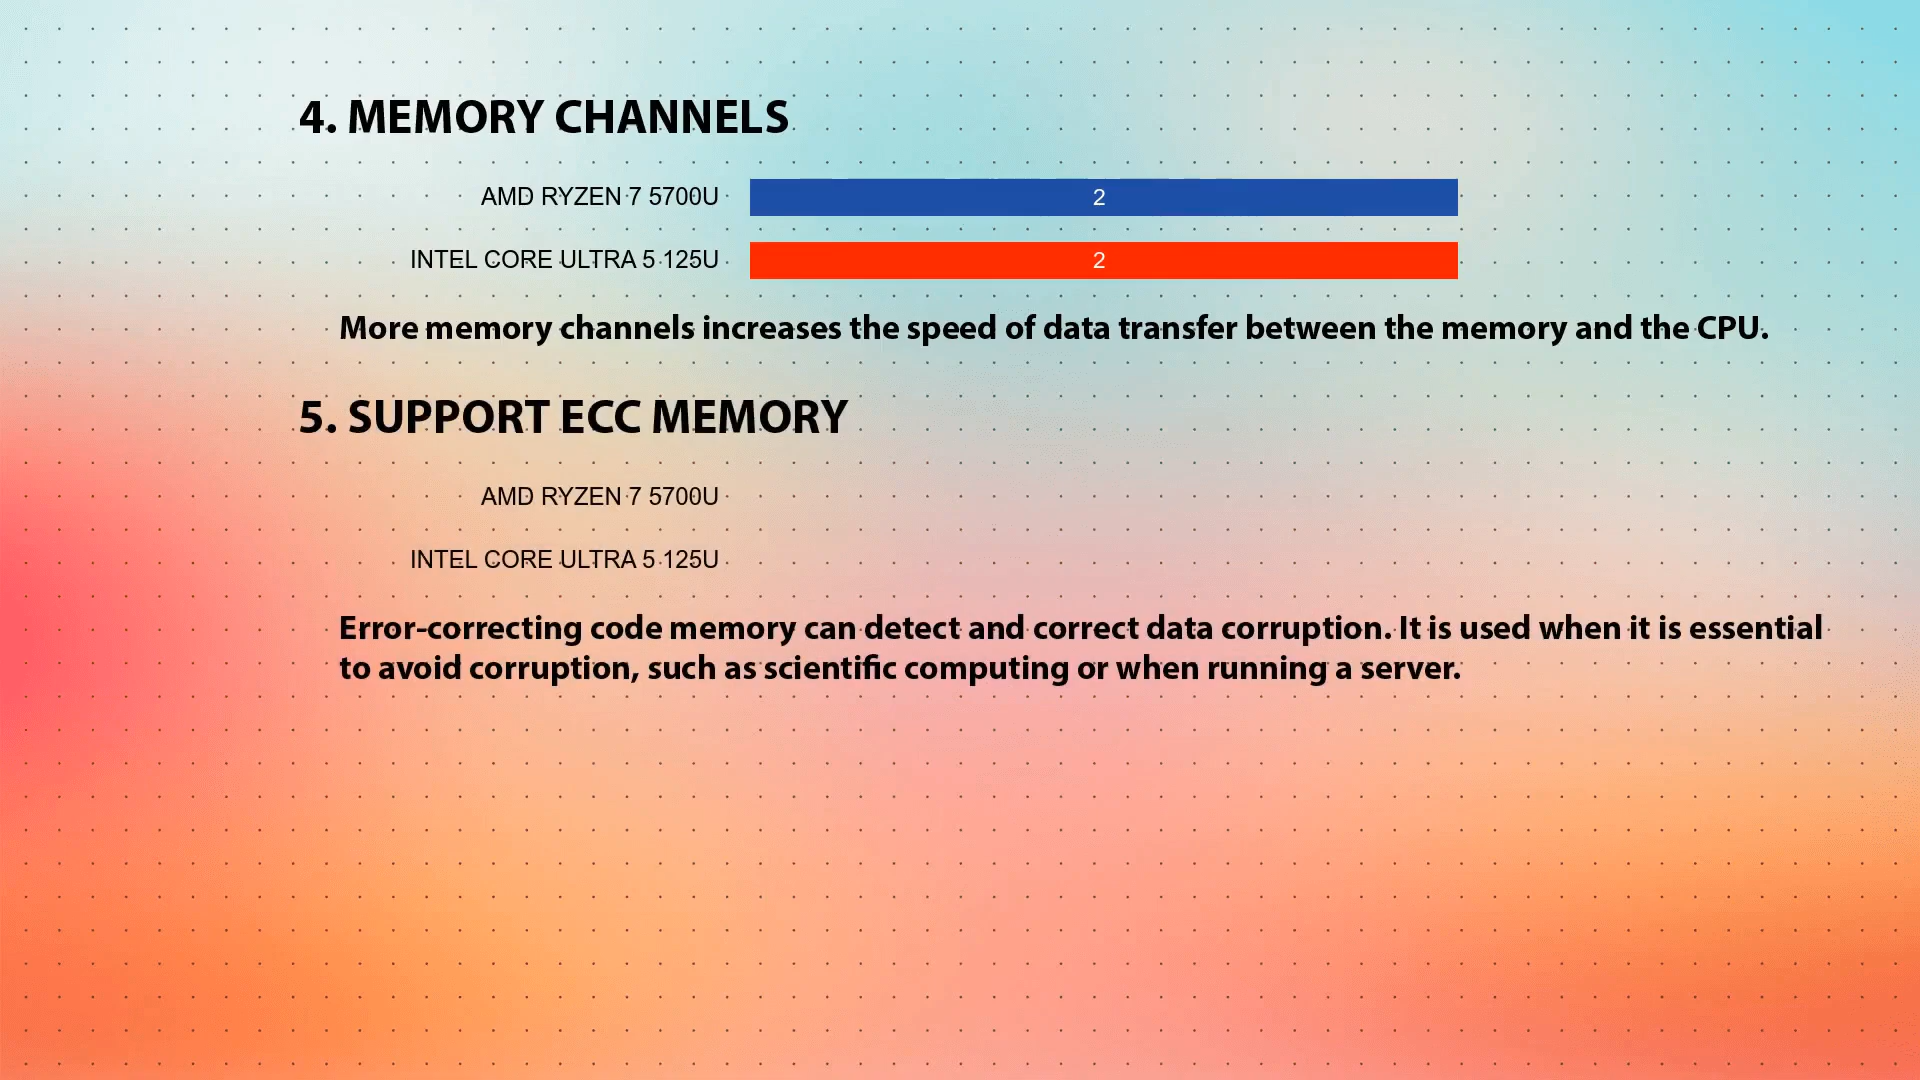 4. MEMORY CHANNELS
AMD RYZEN 7 5700U
2
INTEL CORE ULTRA 5 125U
2
More memory channels increases the speed of data transfer between the memory and the CPU.
5. SUPPORT ECC MEMORY
AMD RYZEN 7 5700U
INTEL CORE ULTRA 5 125U
Error-correcting code memory can detect and correct data corruption. It is used when it is essential
to avoid corruption, such as scientific computing or when running a server.